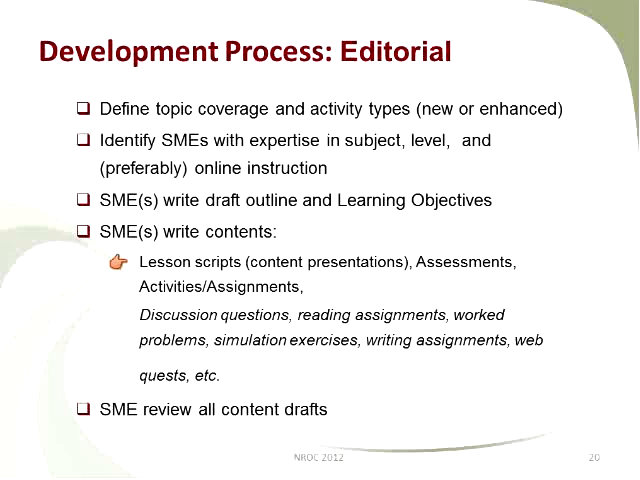 Development Process: Editorial
Define topic coverage and activity types (new or enhanced)
Identify SMEs with expertise in subject, level, and
(preferably) online instruction
SME(s) write draft outline and Learning Objectives
SME(s) write contents:
Lesson scripts (content presentations), Assessments,
Activities/Assignments,
Discussion questions, reading assignments, worked
problems, simulation exercises, writing assignments, web
quests, etc.
SME review all content drafts
NROC 2012
20